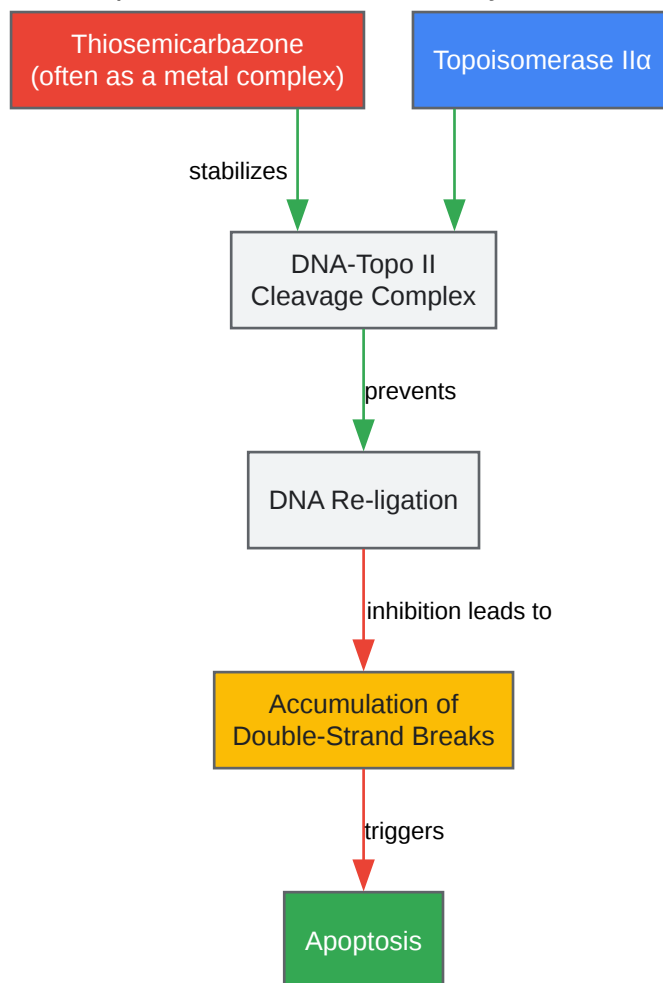 Thiosemicarbazone
(often as a metal complex)
Topoisomerase IIα
stabilizes
DNA-Topo II
Cleavage Complex
prevents
DNA Re-ligation
inhibition leads to
Accumulation of
Double-Strand Breaks
triggers
Apoptosis